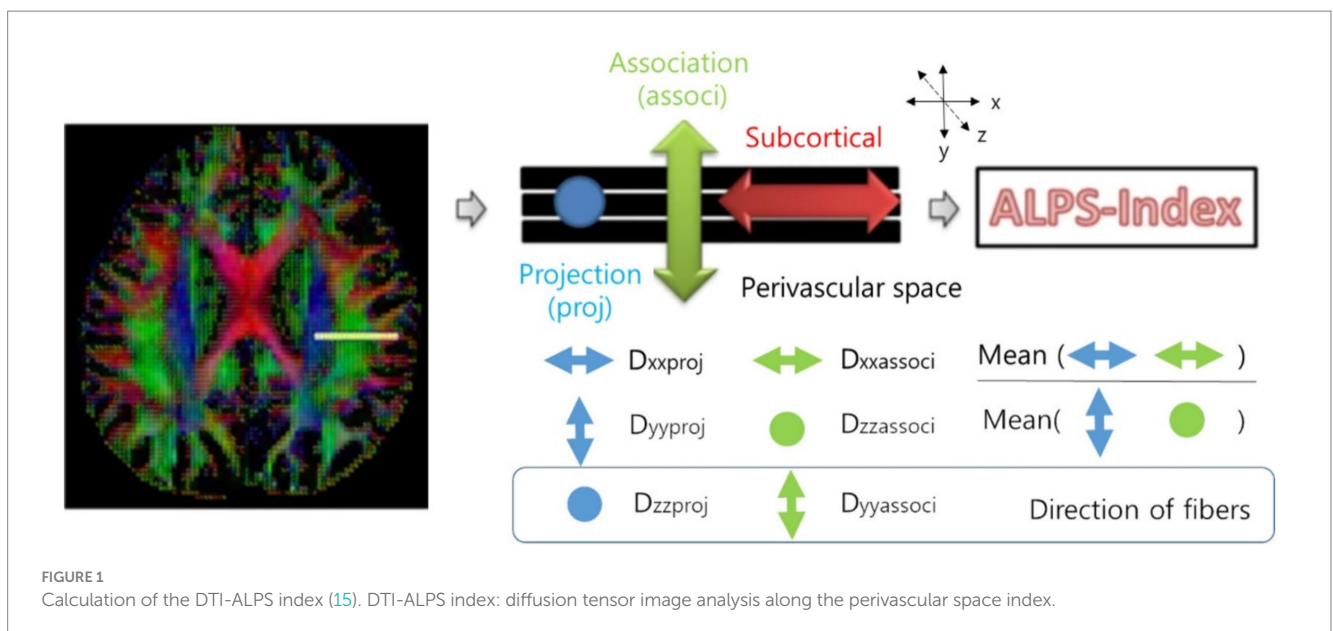 Association
(associ)
Subcortical
x
z
y
ALPS-Index
Projection
(proj)
Perivascular space
Dxxproj
Dxxassoci
Mean ( )
Dyyproj
Dzzassoci
Mean( )
Dzzproj
Dyyassoci
Direction of fibers
FIGURE 1
Calculation of the DTI-ALPS index (15). DTI-ALPS index: diffusion tensor image analysis along the perivascular space index.